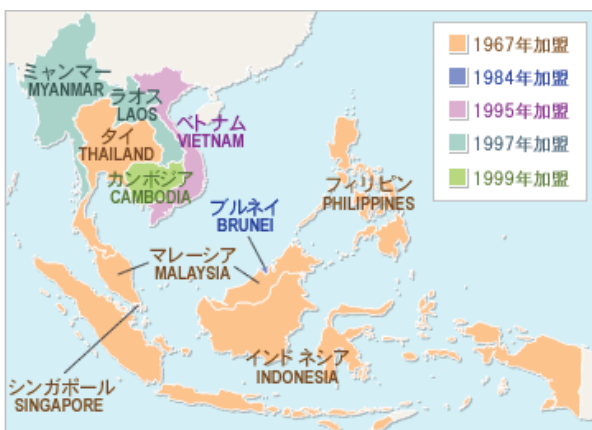 1967年加盟
1984年加盟
1995年加盟
1997年加盟
1999年加盟
ミャンマー
MYANMAR
ラオス
LAOS
ベトナム
VIETNAM
タイ
THAILAND
カンボジア
CAMBODIA
フィリピン
PHILIPPINES
ブルネイ
BRUNEI
マレーシア
MALAYSIA
インドネシア
INDONESIA
シンガポール
SINGAPORE